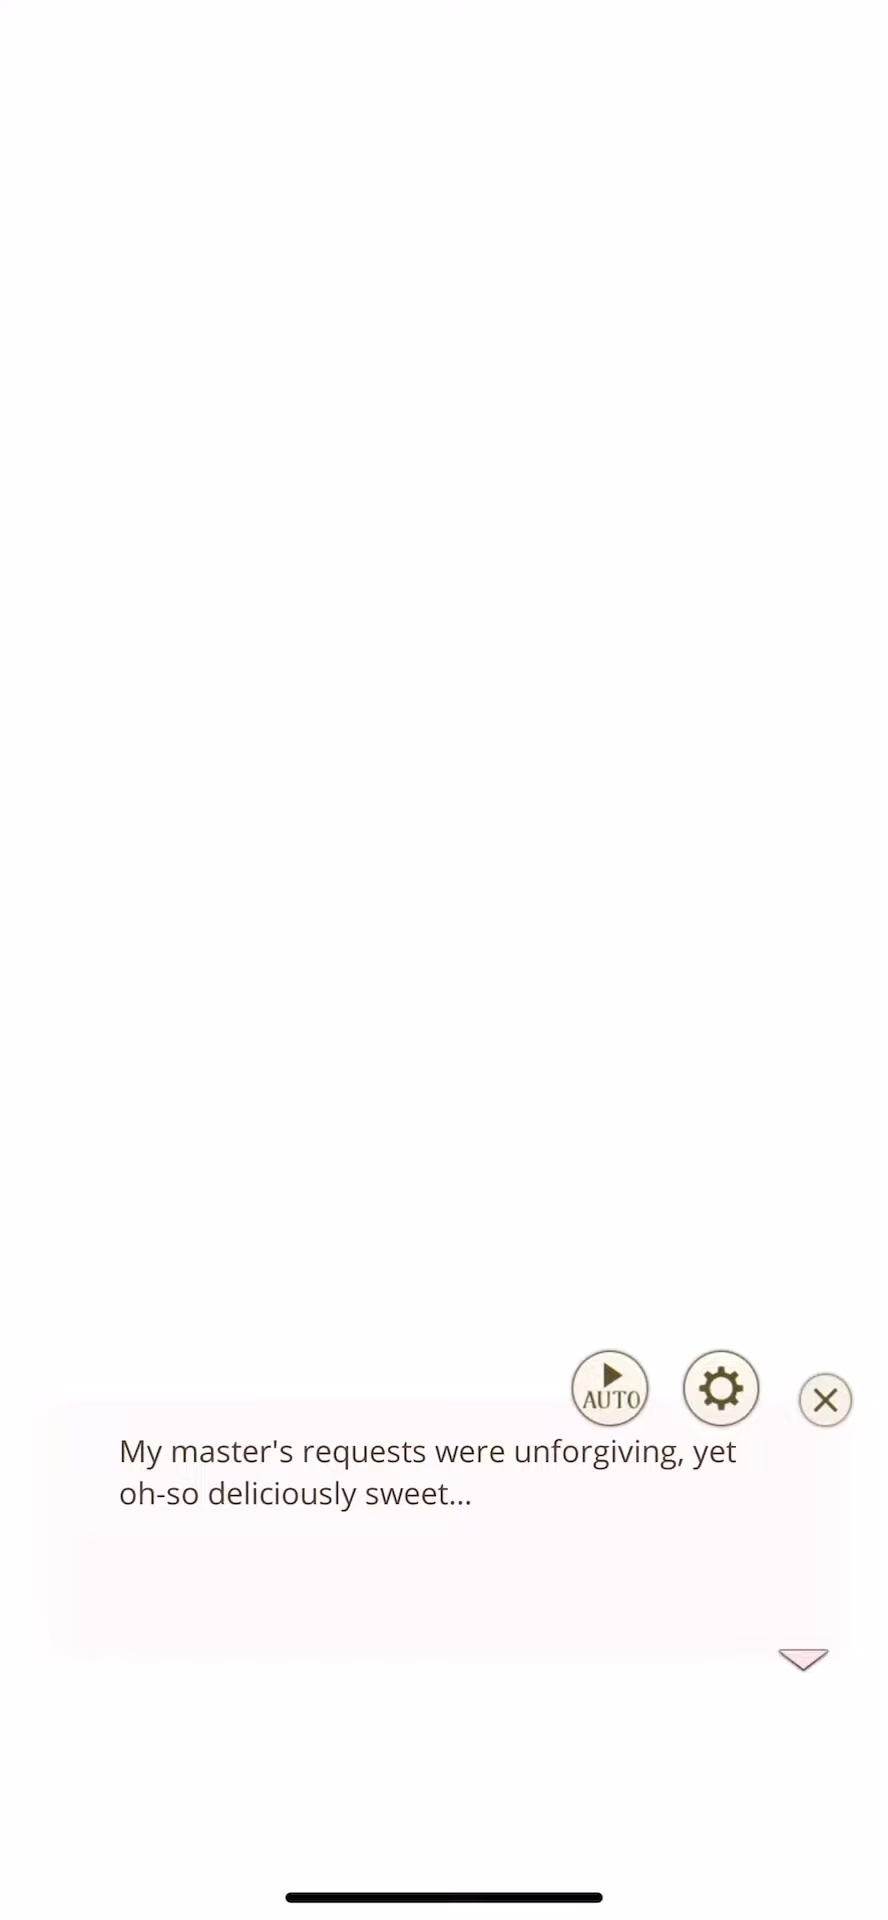 AUTO
My master's requests were unforgiving, yet
oh-so deliciously sweet...